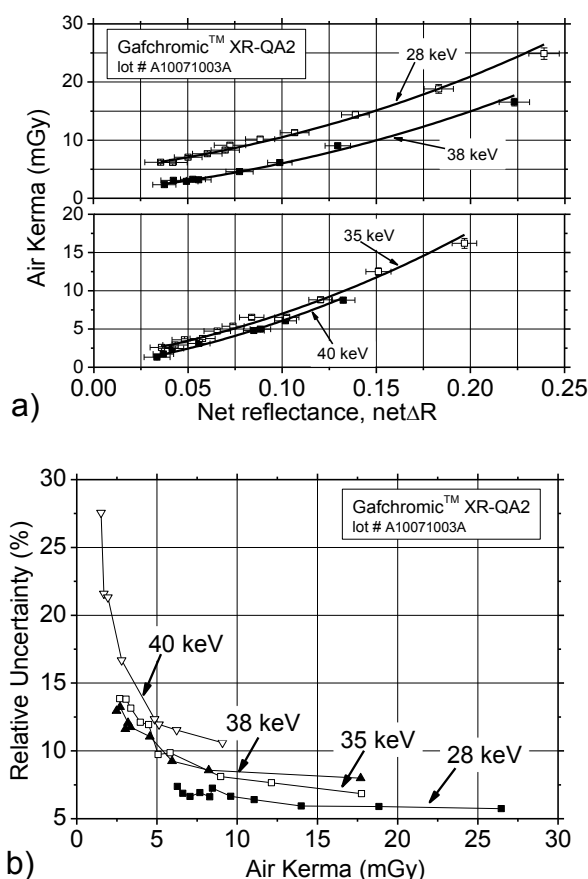 Gafchromic™ XR-QA2
lot # A10071003A
28 keV
38 keV
30
20
10
0
Air Kerma (mGy)
20
15
10
5
0
35 keV
40 keV
0.00 0.05 0.10 0.15 0.20 0.25
a)
Net reflectance, netΔR
30
25
20
15
10
5
Relative Uncertainty (%)
Gafchromic™ XR-QA2
lot # A10071003A
40 keV
38 keV
35 keV
28 keV
0 5 10 15 20 25 30
b)
Air Kerma (mGy)